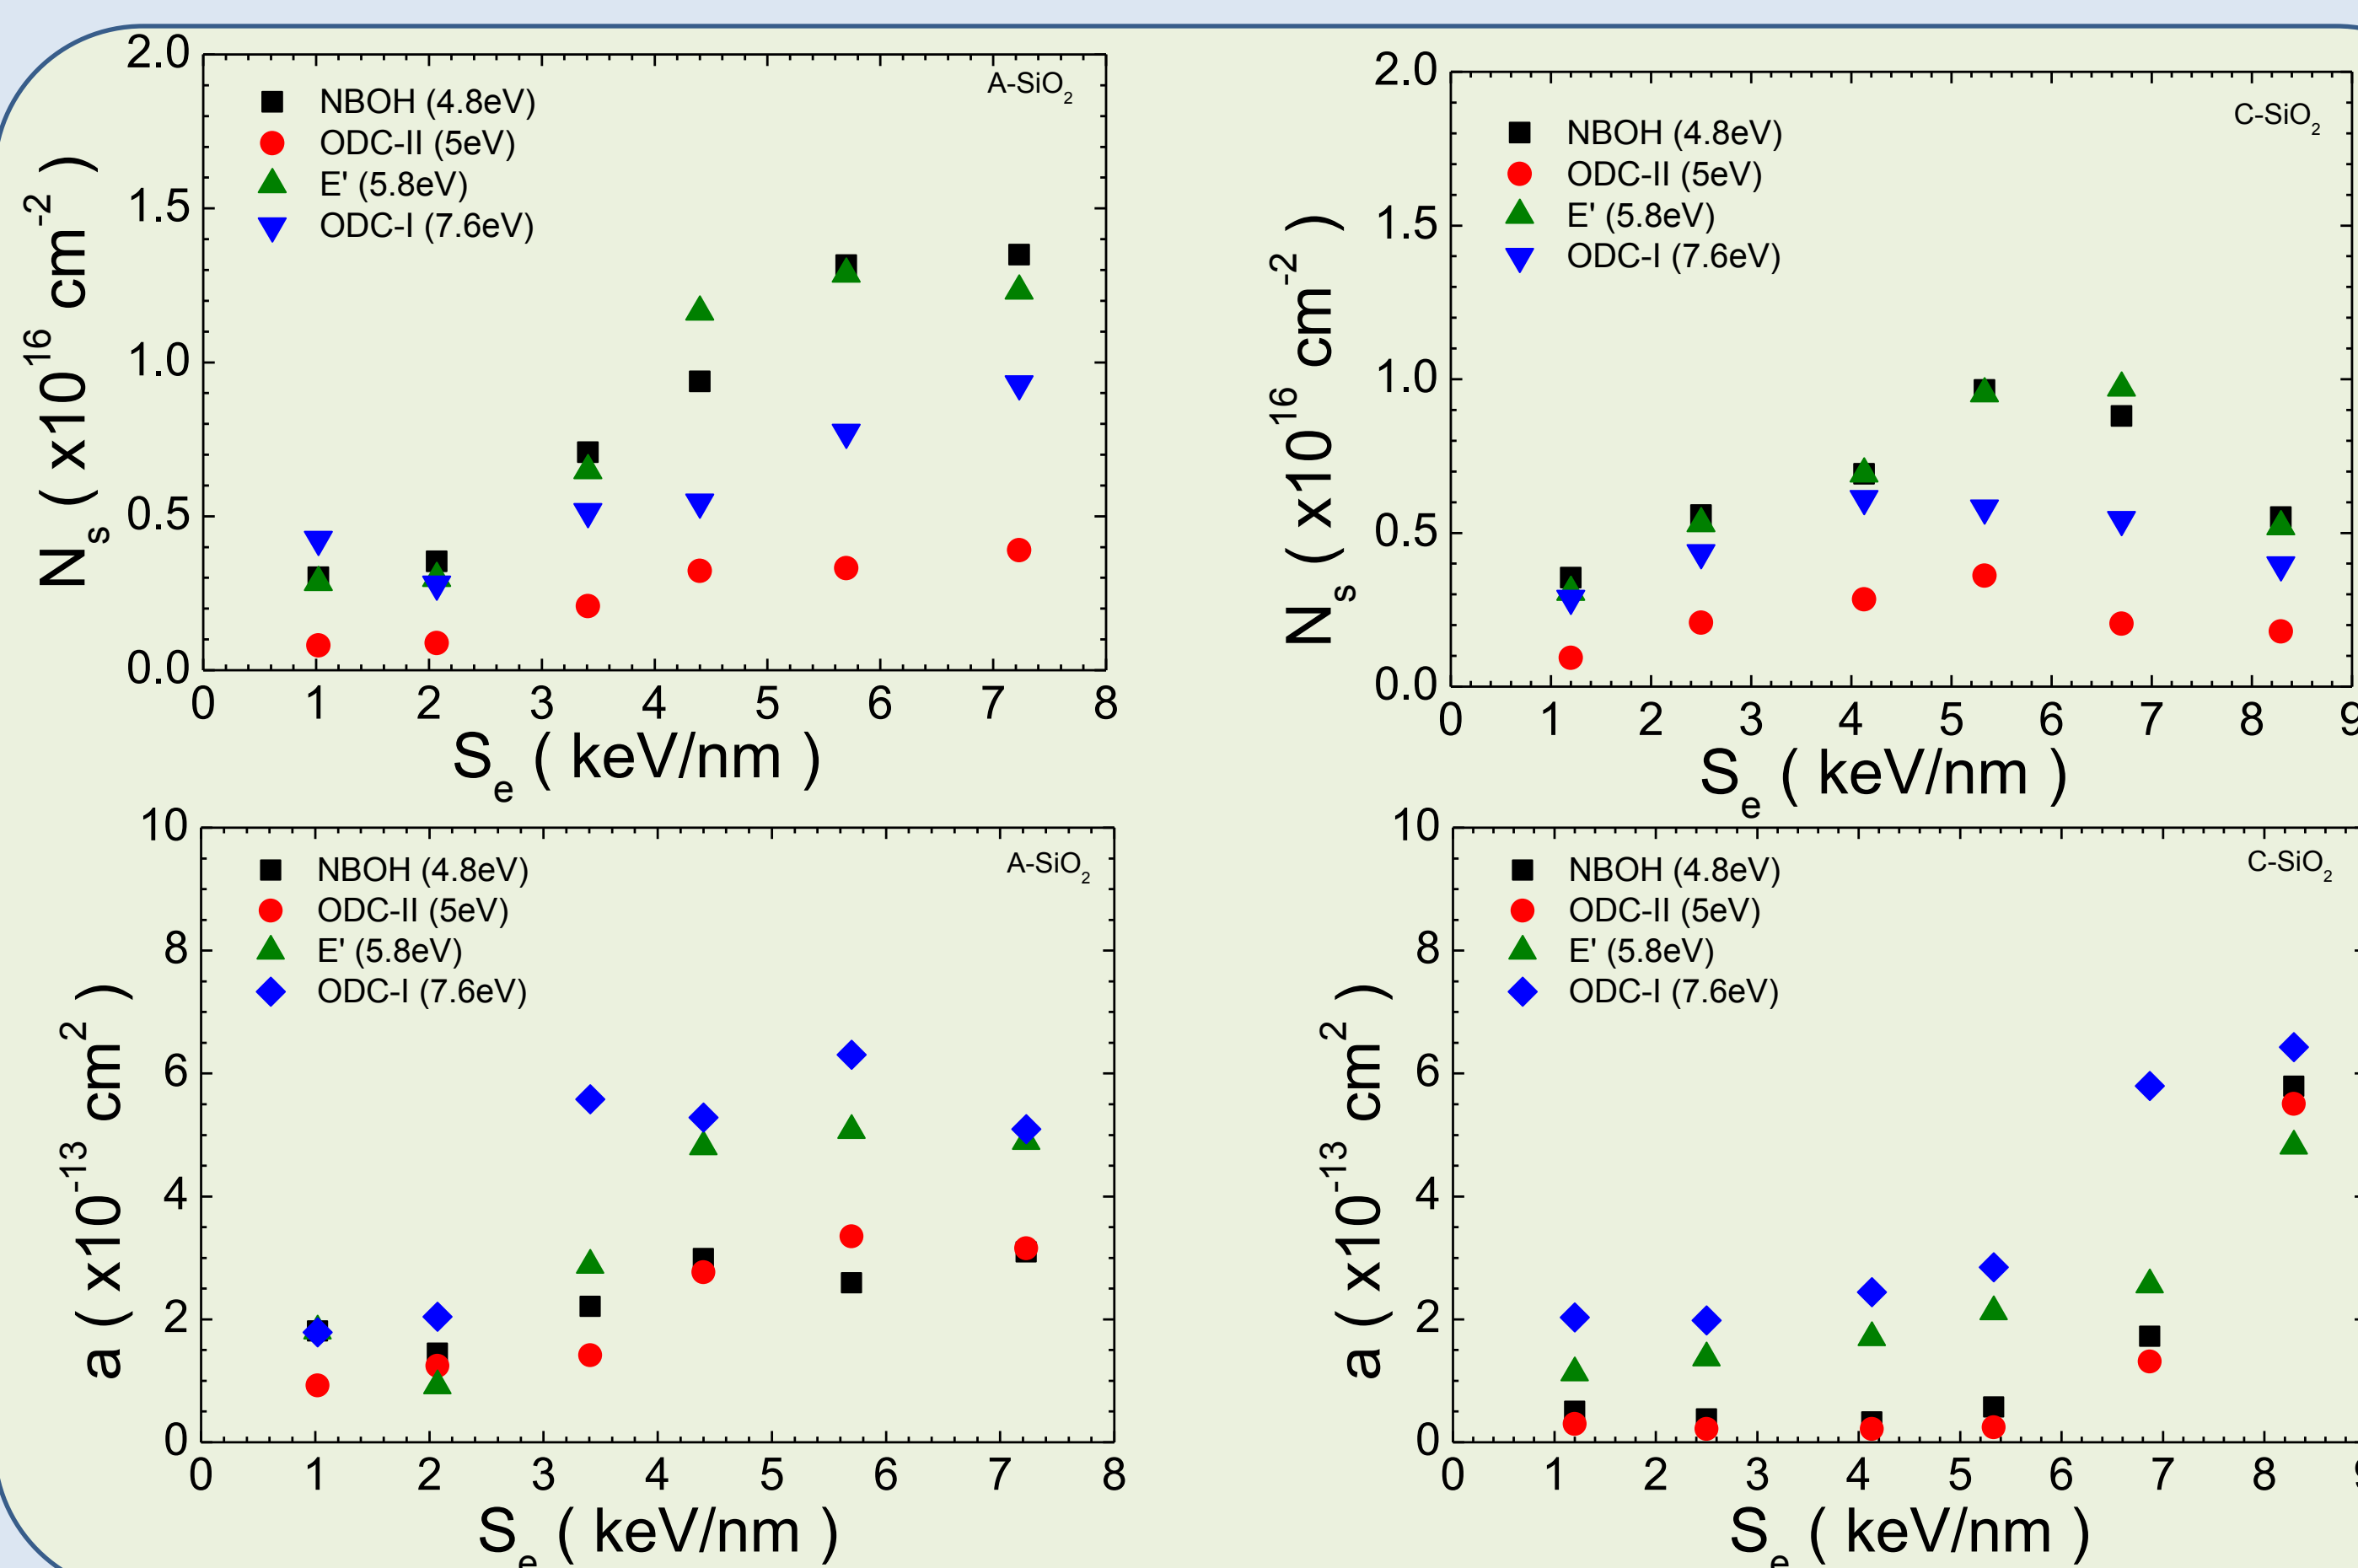 2.0
1.5
1.0
0.5
0.0
N_s ( x10^16 cm^-2 )
NBOH (4.8eV)
ODC-II (5eV)
E' (5.8eV)
ODC-I (7.6eV)
A-SiO₂
0 1 2 3 4 5 6 7 8
S_e ( keV/nm )
2.0
1.5
1.0
0.5
0.0
N_s ( x10^16 cm^-2 )
NBOH (4.8eV)
ODC-II (5eV)
E' (5.8eV)
ODC-I (7.6eV)
C-SiO₂
0 1 2 3 4 5 6 7 8 9
S_e ( keV/nm )
10
8
6
4
2
0
a ( x10^-13 cm^2 )
NBOH (4.8eV)
ODC-II (5eV)
E' (5.8eV)
ODC-I (7.6eV)
A-SiO₂
0 1 2 3 4 5 6 7 8
S_e ( keV/nm )
10
8
6
4
2
0
a ( x10^-13 cm^2 )
NBOH (4.8eV)
ODC-II (5eV)
E' (5.8eV)
ODC-I (7.6eV)
C-SiO₂
0 1 2 3 4 5 6 7 8
S_e ( keV/nm )